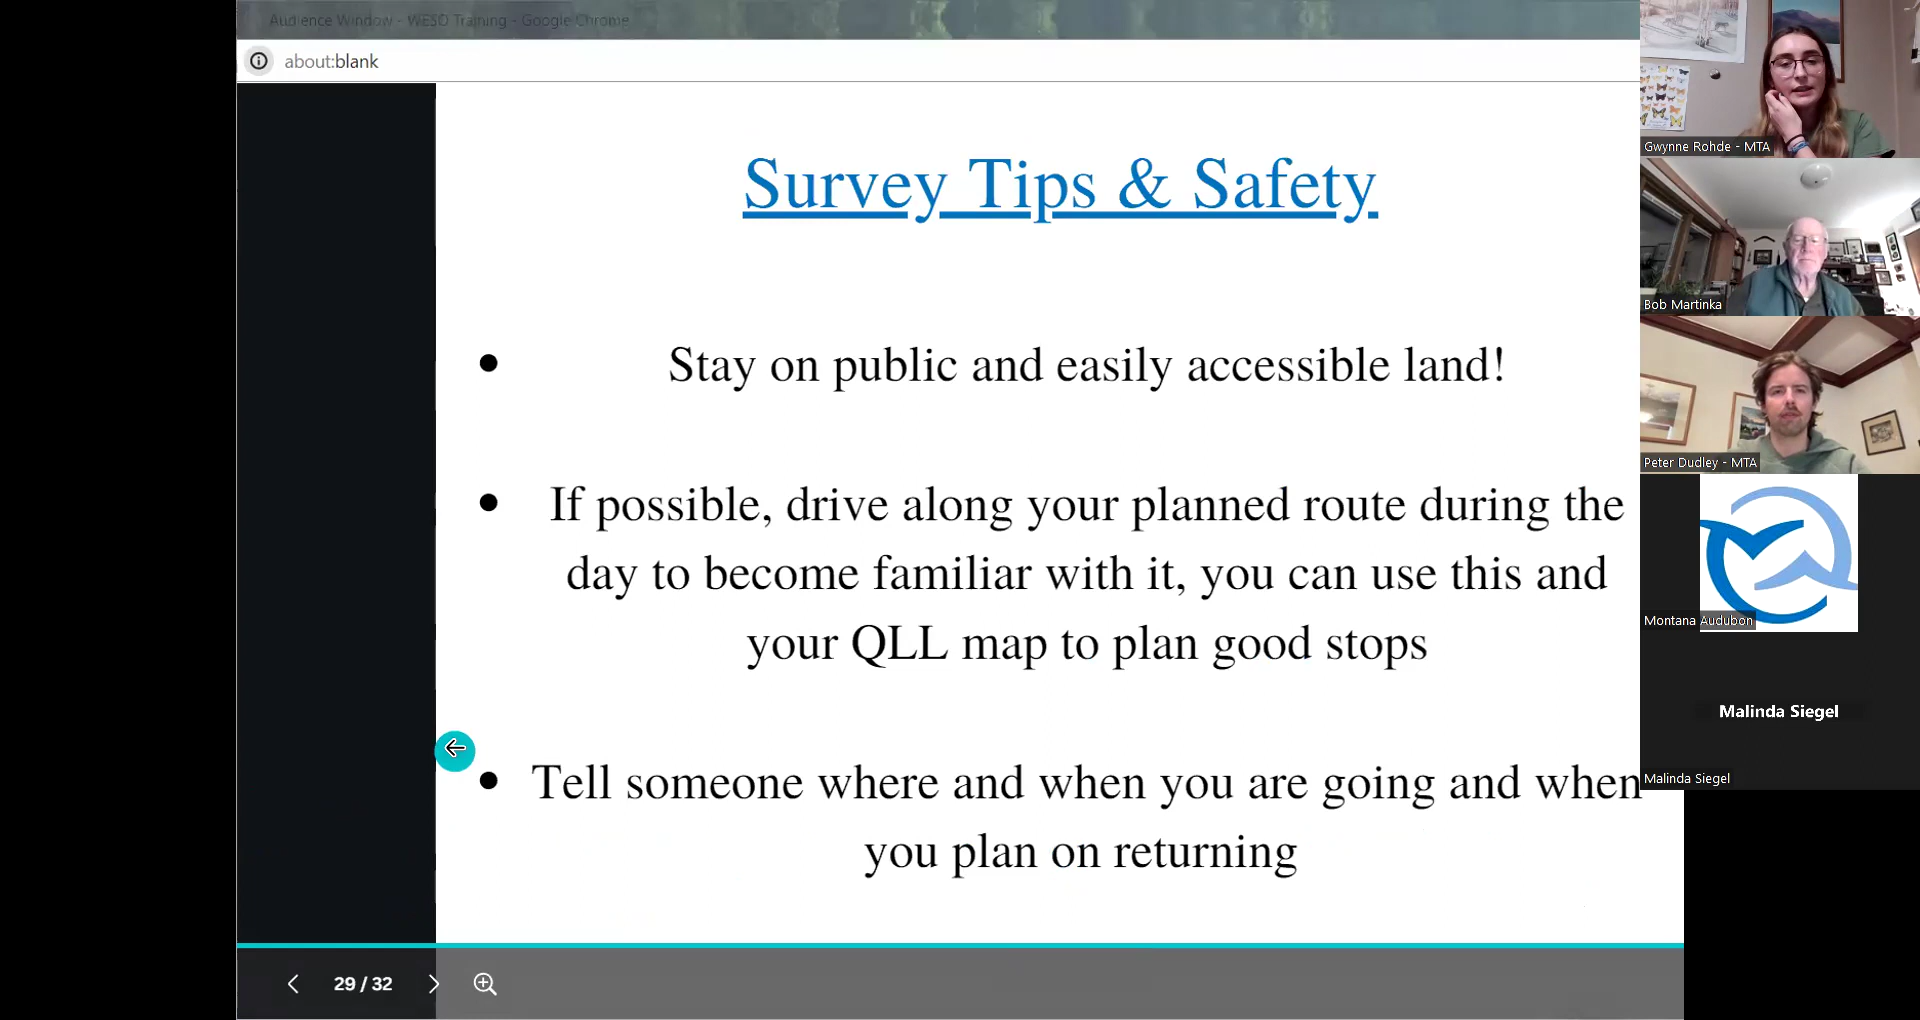 Audience Window - WESO Training - Google Chrome
about:blank
Survey Tips & Safety
• Stay on public and easily accessible land!
• If possible, drive along your planned route during the
day to become familiar with it, you can use this and
your QLL map to plan good stops
• Tell someone where and when you are going and when
you plan on returning
29 / 32
Gwynne Rohde - MTA
Bob Martinka
Peter Dudley - MTA
Montana Audubon
Malinda Siegel
Malinda Siegel